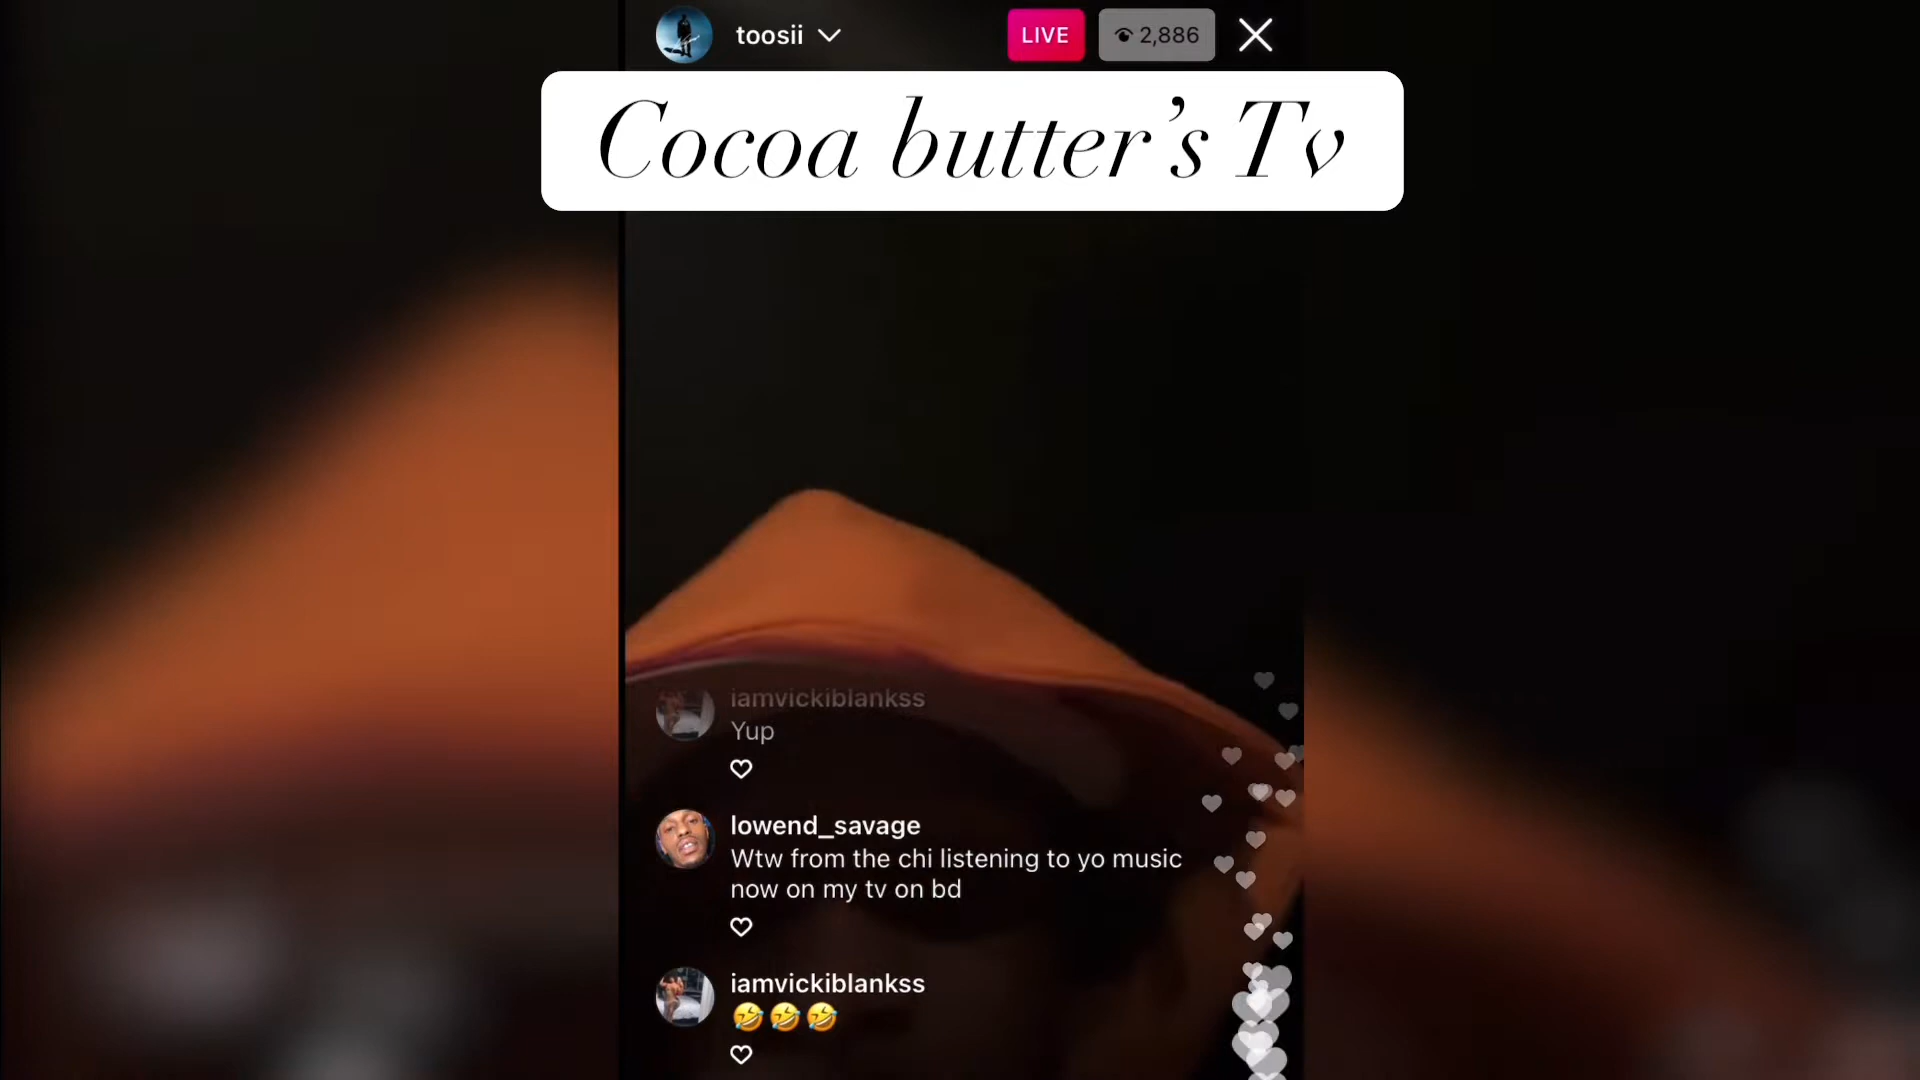 toosii
LIVE
2,886
Cocoa butter's Tv
iamvickiblankss
Yup
lowend_savage
Wtw from the chi listening to yo music
now on my tv on bd
iamvickiblankss
🤣🤣🤣